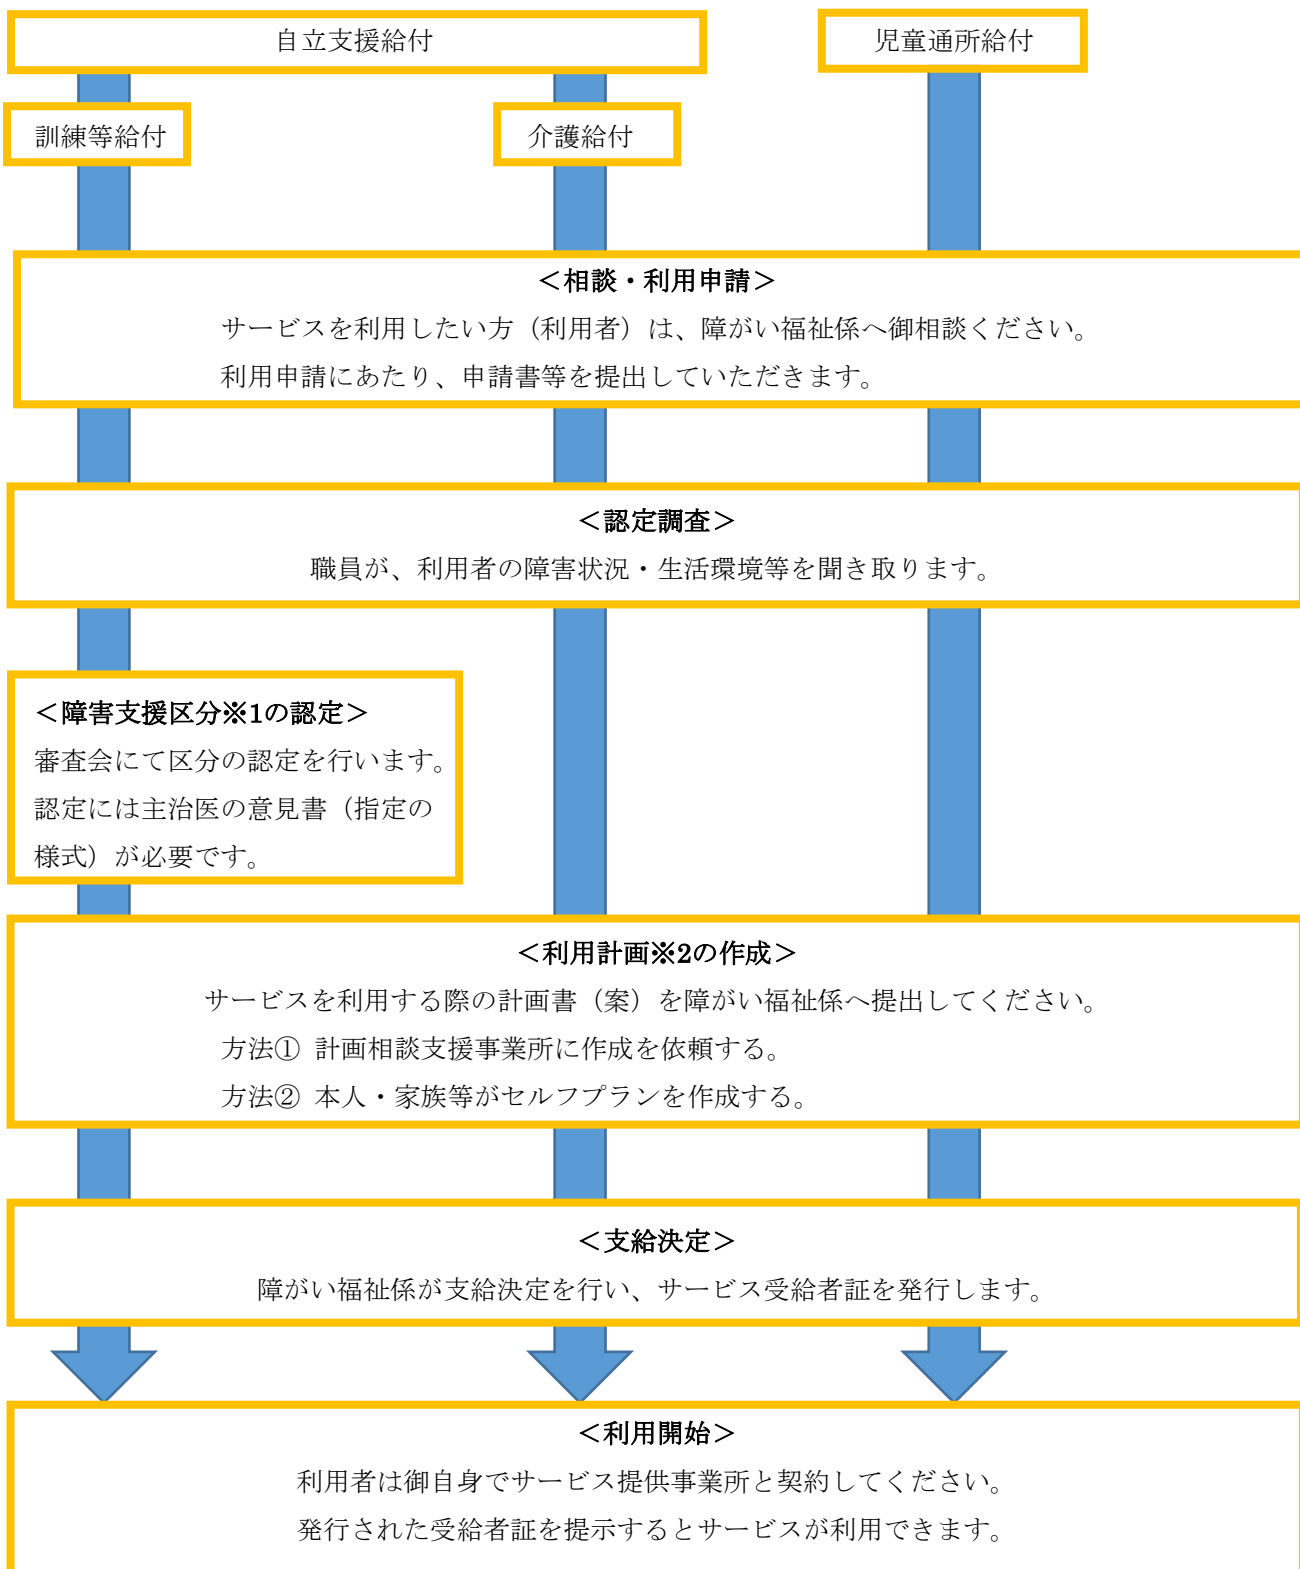 自立支援給付
児童通所給付
訓練等給付
介護給付
＜相談・利用申請＞
サービスを利用したい方（利用者）は、障がい福祉係へ御相談ください。
利用申請にあたり、申請書等を提出していただきます。
＜認定調査＞
職員が、利用者の障害状況・生活環境等を聞き取ります。
＜障害支援区分※1の認定＞
審査会にて区分の認定を行います。
認定には主治医の意見書（指定の
様式）が必要です。
＜利用計画※2の作成＞
サービスを利用する際の計画書（案）を障がい福祉係へ提出してください。
方法① 計画相談支援事業所に作成を依頼する。
方法② 本人・家族等がセルフプランを作成する。
＜支給決定＞
障がい福祉係が支給決定を行い、サービス受給者証を発行します。
＜利用開始＞
利用者は御自身でサービス提供事業所と契約してください。
発行された受給者証を提示するとサービスが利用できます。